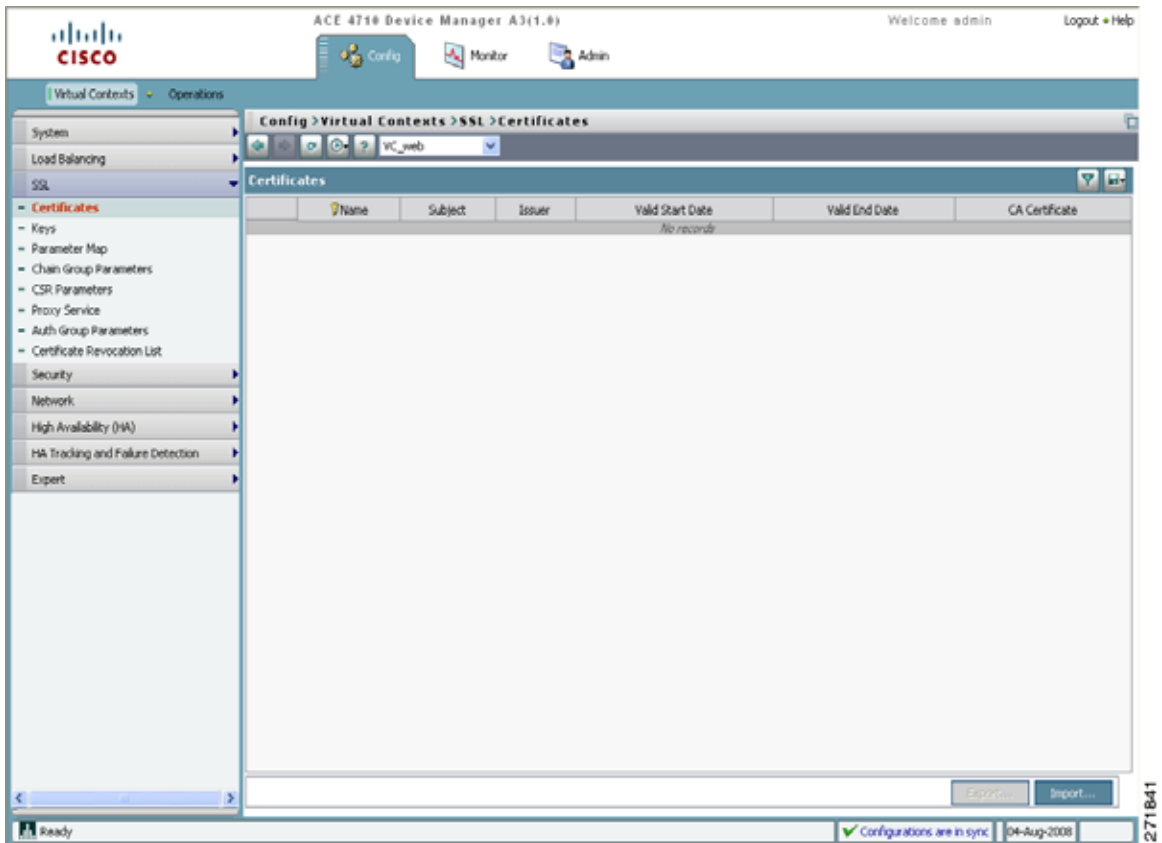 ACE 4710 Device Manager A3(1.0)
Welcome admin
Logout
Help
CISCO
Config
Monitor
Admin
Virtual Contexts
Operations
Config > Virtual Contexts > SSL > Certificates
VC_web
System
Load Balancing
SSL
Certificates
Keys
Parameter Map
Chain Group Parameters
CSR Parameters
Proxy Service
Auth Group Parameters
Certificate Revocation List
Security
Network
High Availability (HA)
HA Tracking and Failure Detection
Expert
Certificates
Name Subject Issuer Valid Start Date Valid End Date CA Certificate
No records
Export... Import...
Ready
Configurations are in sync
04-Aug-2008
271841